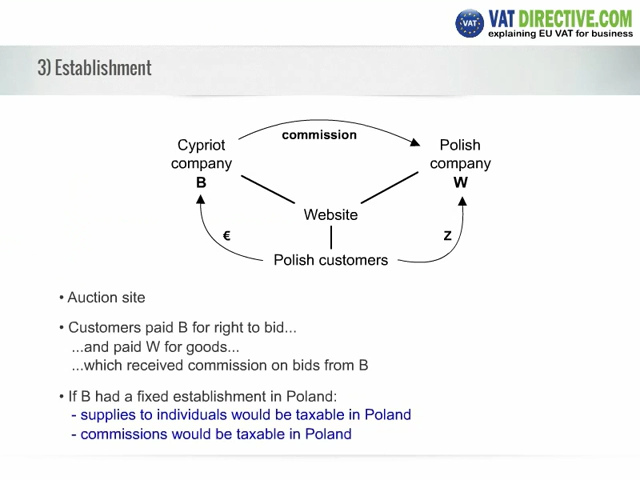 VAT
VAT DIRECTIVE.COM
explaining EU VAT for business
3) Establishment
commission
Cypriot
company
B
Polish
company
W
Website
€
Z
Polish customers
• Auction site
• Customers paid B for right to bid...
...and paid W for goods...
...which received commission on bids from B
• If B had a fixed establishment in Poland:
- supplies to individuals would be taxable in Poland
- commissions would be taxable in Poland